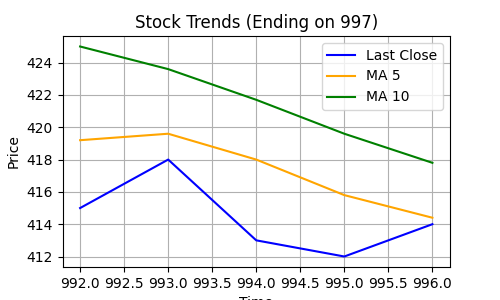 Stock Trends (Ending on 997)
Last Close
MA 5
MA 10
Price
424
422
420
418
416
414
412
992.0 992.5 993.0 993.5 994.0 994.5 995.0 995.5 996.0
Time